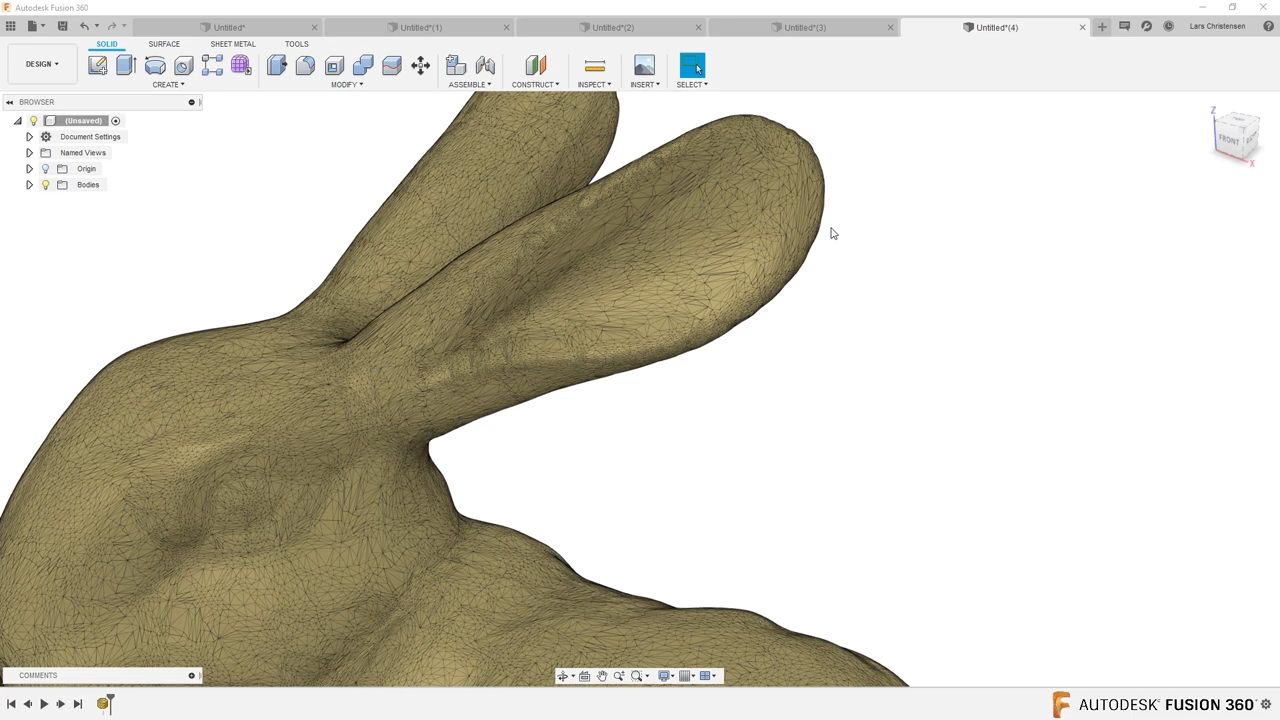 Autodesk Fusion 360
Untitled*
Untitled*(1)
Untitled*(2)
Untitled*(3)
Untitled*(4)
Lars Christensen
DESIGN
SOLID
SURFACE
SHEET METAL
TOOLS
CREATE
MODIFY
ASSEMBLE
CONSTRUCT
INSPECT
INSERT
SELECT
BROWSER
(Unsaved)
Document Settings
Named Views
Origin
Bodies
Z
FRONT
X
COMMENTS
AUTODESK® FUSION 360°